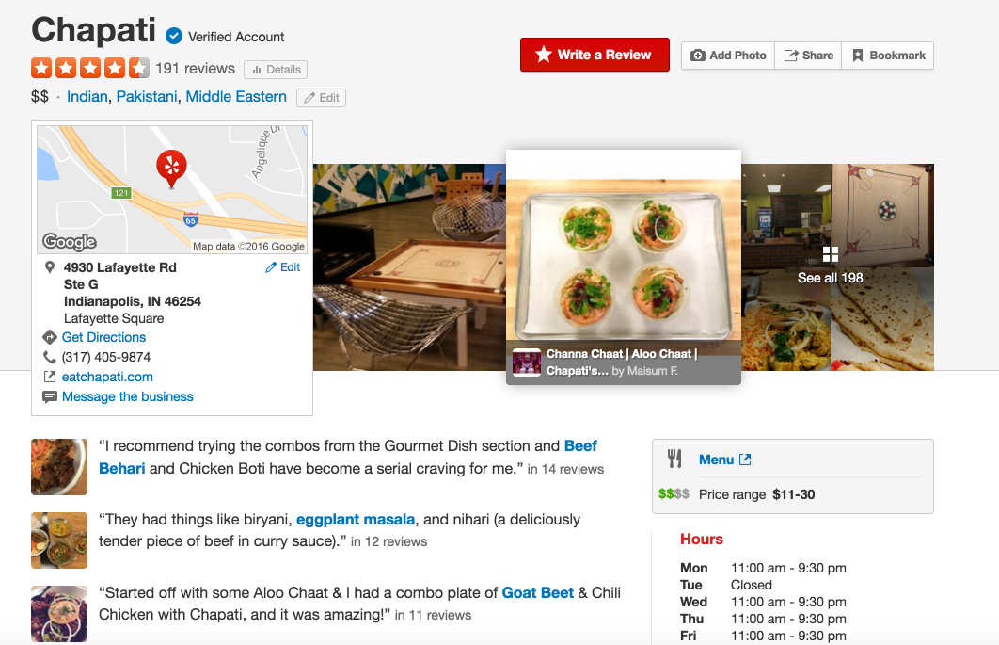 Chapati Verified Account
191 reviews Details
$$ · Indian, Pakistani, Middle Eastern Edit
Write a Review Add Photo Share Bookmark
Angelique Dr
121
65
Google
Map data ©2016 Google
4930 Lafayette Rd Edit
Ste G
Indianapolis, IN 46254
Lafayette Square
Get Directions
(317) 405-9874
eatchapati.com
Message the business
Channa Chaat | Aloo Chaat |
Chapati's... by Maisum F.
See all 198
“I recommend trying the combos from the Gourmet Dish section and Beef
Behari and Chicken Boti have become a serial craving for me.” in 14 reviews
“They had things like biryani, eggplant masala, and nihari (a deliciously
tender piece of beef in curry sauce).” in 12 reviews
“Started off with some Aloo Chaat & I had a combo plate of Goat Beet & Chili
Chicken with Chapati, and it was amazing!” in 11 reviews
Menu
$$$$ Price range $11-30
Hours
Mon 11:00 am - 9:30 pm
Tue Closed
Wed 11:00 am - 9:30 pm
Thu 11:00 am - 9:30 pm
Fri 11:00 am - 9:30 pm